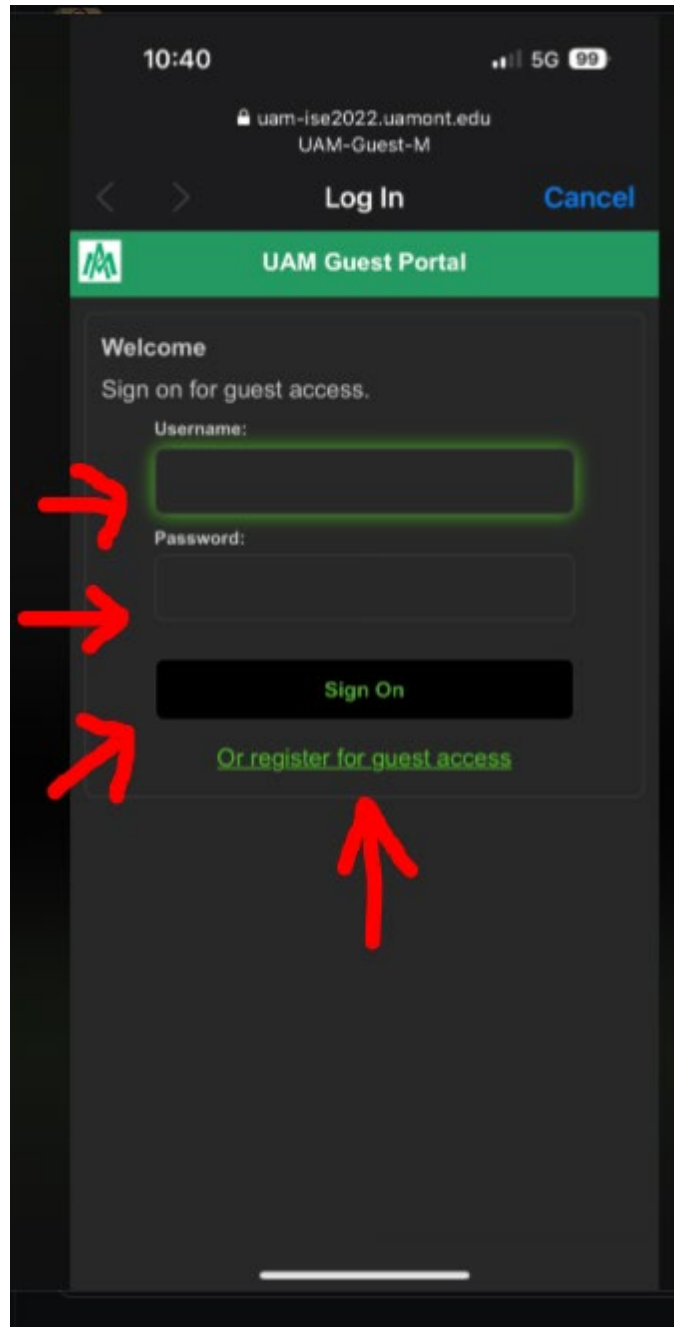 10:40 5G 99
uam-ise2022.uamont.edu
UAM-Guest-M
Log In Cancel
UAM Guest Portal
Welcome
Sign on for guest access.
Username:
Password:
Sign On
Or register for guest access